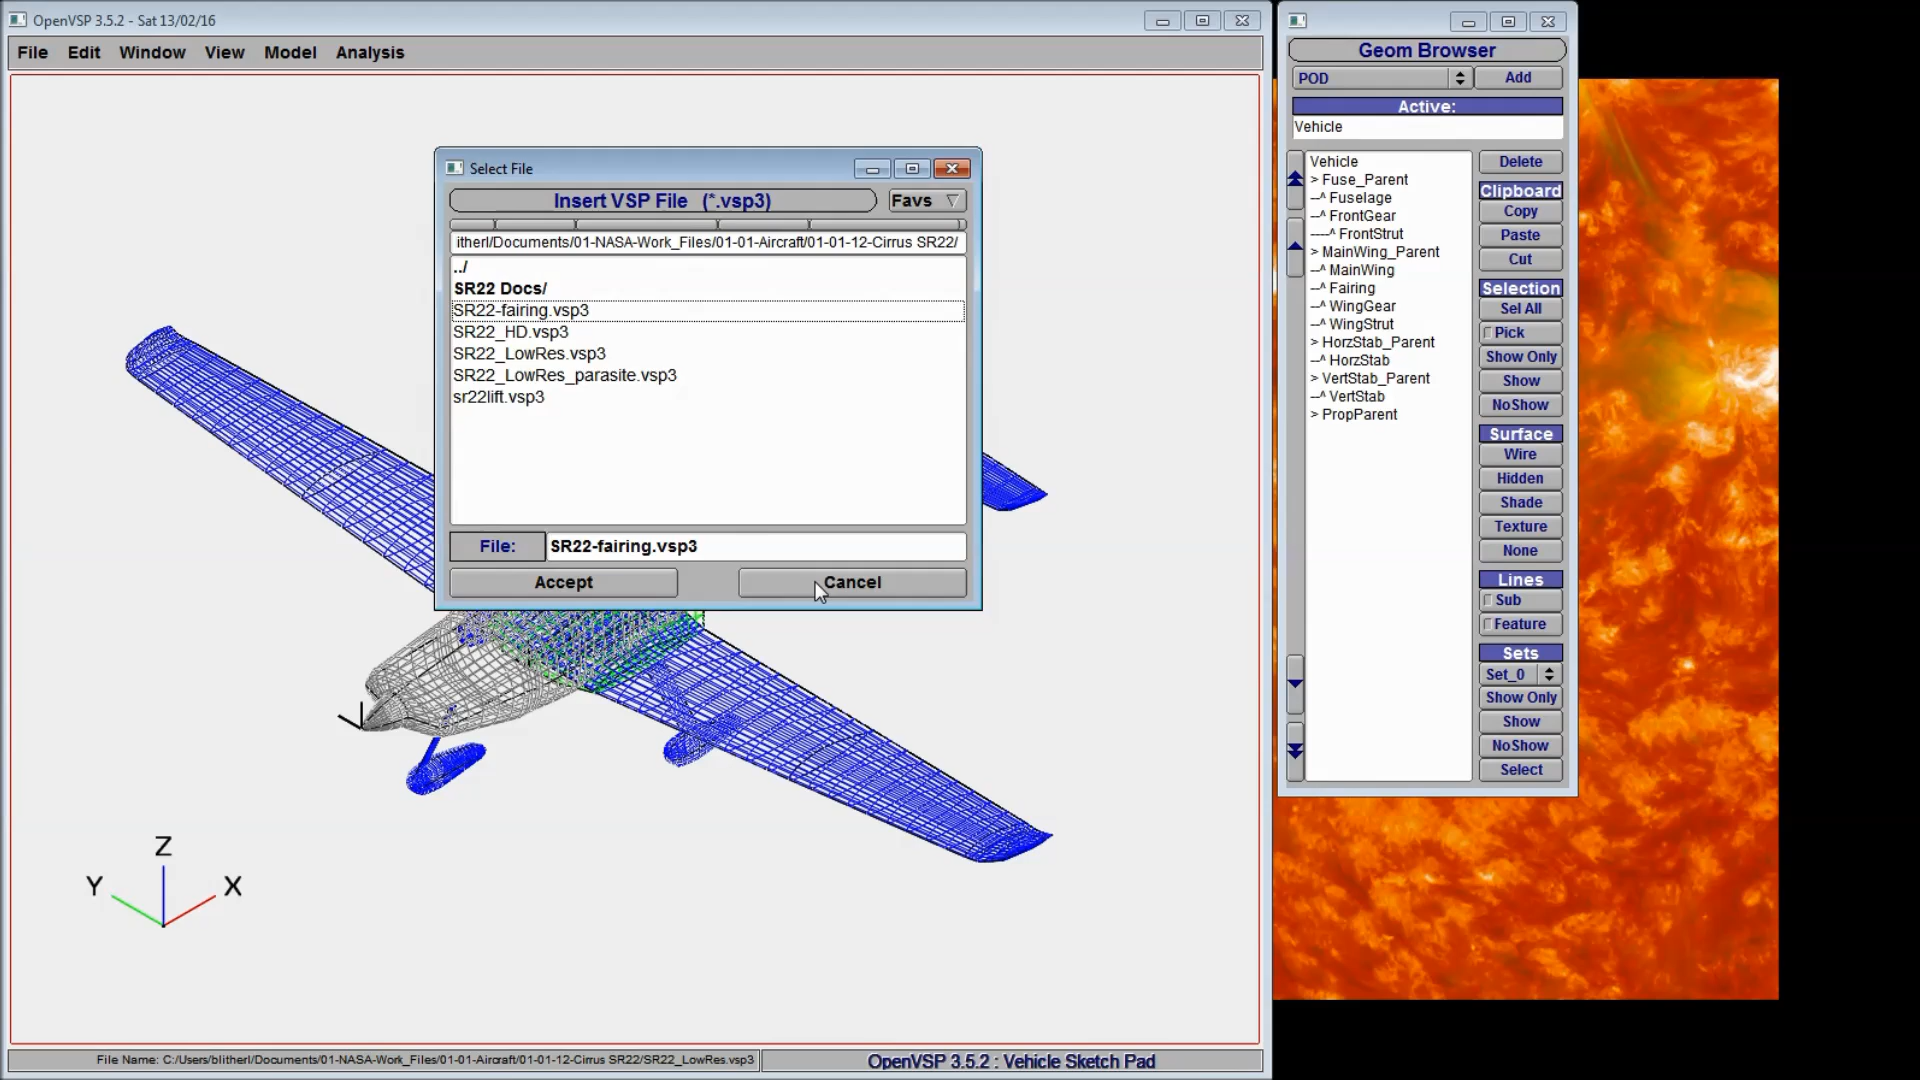 OpenVSP 3.5.2 - Sat 13/02/16
File Edit Window View Model Analysis
Select File
Insert VSP File (*.vsp3)
Favs
itherl/Documents/01-NASA-Work_Files/01-01-Aircraft/01-01-12-Cirrus SR22/
../
SR22 Docs/
SR22-fairing.vsp3
SR22_HD.vsp3
SR22_LowRes.vsp3
SR22_LowRes_parasite.vsp3
sr22lift.vsp3
File: SR22-fairing.vsp3
Accept Cancel
Z
Y
X
File Name: C:/Users/blitherl/Documents/01-NASA-Work_Files/01-01-Aircraft/01-01-12-Cirrus SR22/SR22_LowRes.vsp3
OpenVSP 3.5.2 : Vehicle Sketch Pad
Geom Browser
POD
Add
Active:
Vehicle
Vehicle
> Fuse_Parent
--^ Fuselage
--^ FrontGear
----^ FrontStrut
> MainWing_Parent
--^ MainWing
--^ Fairing
--^ WingGear
--^ WingStrut
> HorzStab_Parent
--^ HorzStab
> VertStab_Parent
--^ VertStab
> PropParent
Delete
Clipboard
Copy
Paste
Cut
Selection
Sel All
Pick
Show Only
Show
NoShow
Surface
Wire
Hidden
Shade
Texture
None
Lines
Sub
Feature
Sets
Set_0
Show Only
Show
NoShow
Select